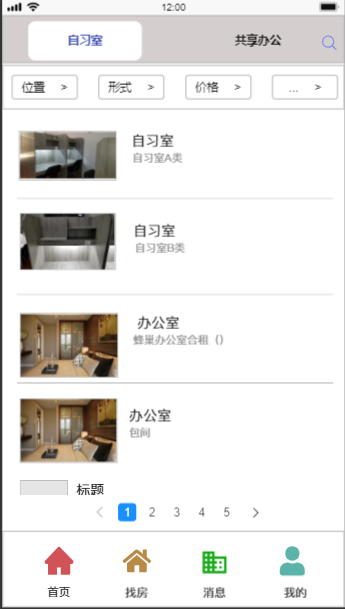 12:00
自习室 共享办公
位置 > 形式 > 价格 > ... >
自习室
自习室A类
自习室
自习室B类
办公室
蜂巢办公室合租（）
办公室
包间
标题
< 1 2 3 4 5 >
首页 找房 消息 我的